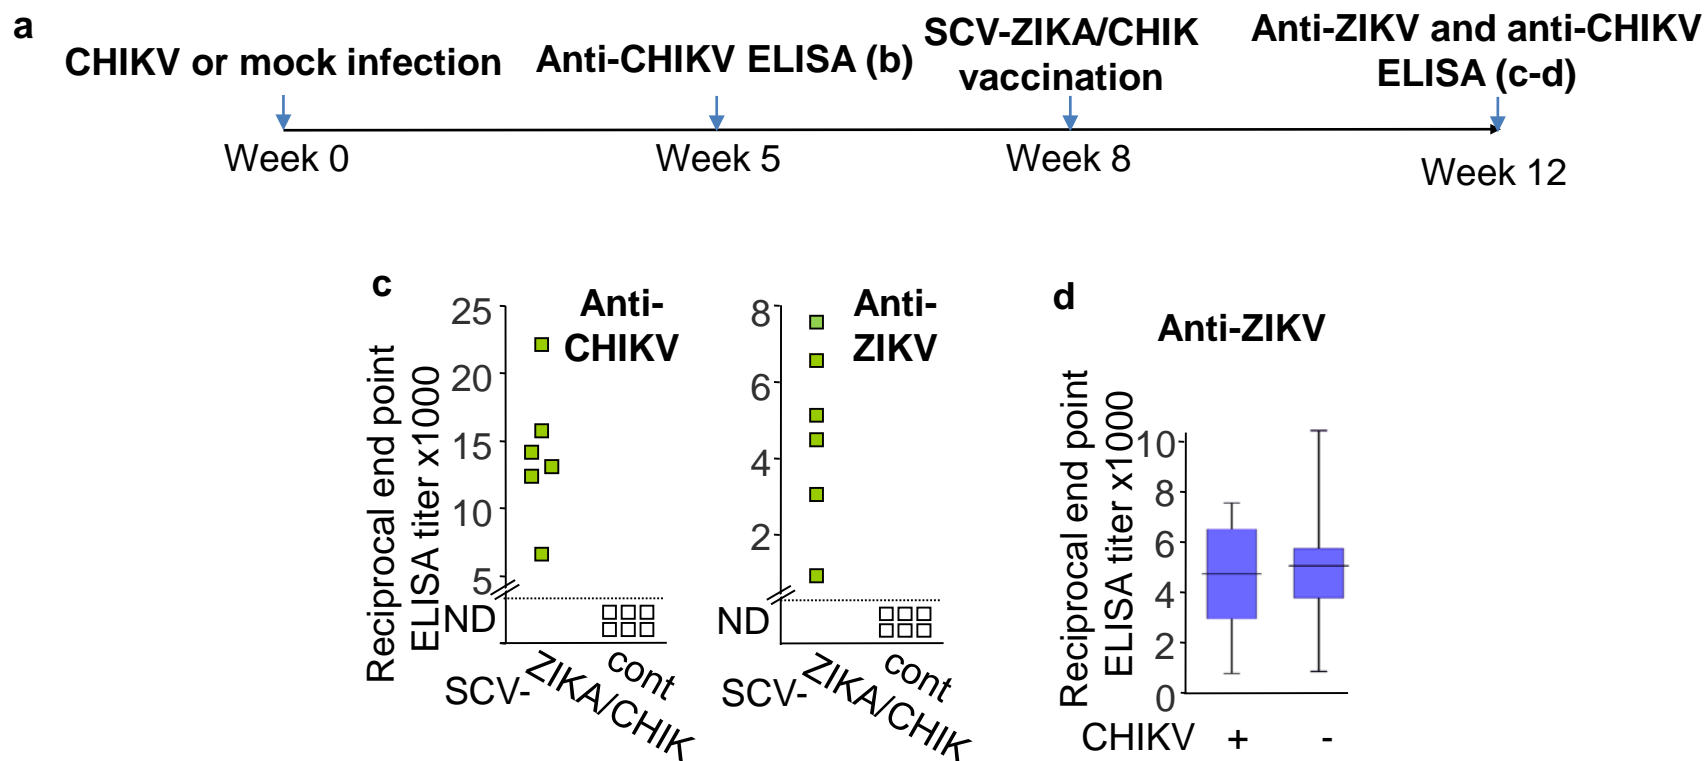 a
CHIKV or mock infection
Anti-CHIKV ELISA (b)
SCV-ZIKA/CHIK
vaccination
Anti-ZIKV and anti-CHIKV
ELISA (c-d)
Week 0
Week 5
Week 8
Week 12
c
Reciprocal end point
ELISA titer x1000
25
20
15
10
5
ND
Anti-
CHIKV
SCV-
ZIKA/CHIK
cont
8
6
4
2
ND
Anti-
ZIKV
SCV-
ZIKA/CHIK
cont
d
Anti-ZIKV
Reciprocal end point
ELISA titer x1000
10
8
6
4
2
0
CHIKV + -